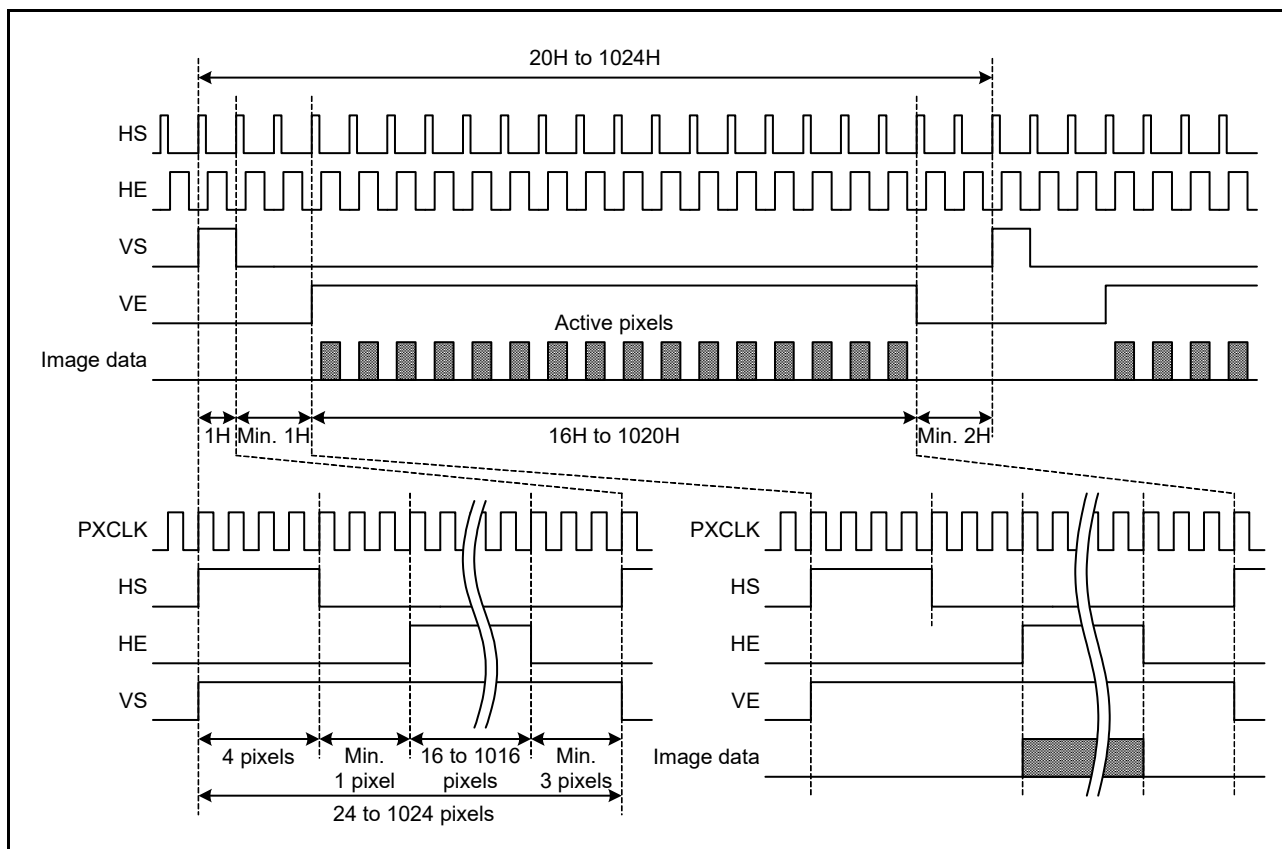 20H to 1024H
HS
HE
VS
VE
Active pixels
Image data
1H
Min. 1H
16H to 1020H
Min. 2H
PXCLK
HS
HE
VS
4 pixels
Min.
1 pixel
16 to 1016
pixels
Min.
3 pixels
24 to 1024 pixels
PXCLK
HS
HE
VE
Image data